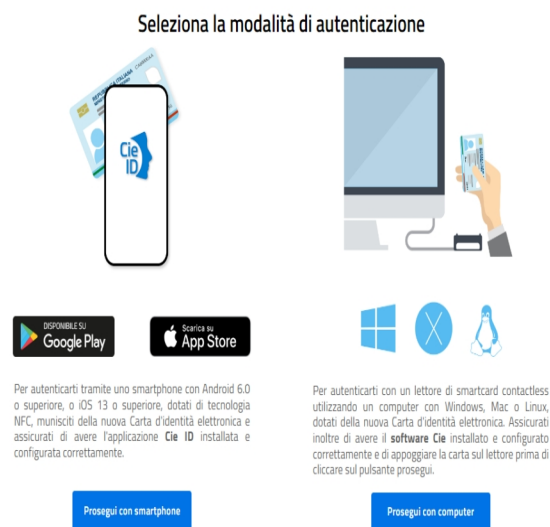 Seleziona la modalità di autenticazione
REPUBBLICA ITALIANA
Cie
ID
DISPONIBILE SU
Google Play
Scarica su
App Store
Per autenticarti tramite uno smartphone con Android 6.0
o superiore, o iOS 13 o superiore, dotati di tecnologia
NFC, munisciti della nuova Carta d'identità elettronica e
assicurati di avere l'applicazione Cie ID installata e
configurata correttamente.
Prosegui con smartphone
Per autenticarti con un lettore di smartcard contactless
utilizzando un computer con Windows, Mac o Linux,
dotati della nuova Carta d'identità elettronica. Assicurati
inoltre di avere il software Cie installato e configurato
correttamente e di appoggiare la carta sul lettore prima di
cliccare sul pulsante prosegui.
Prosegui con computer